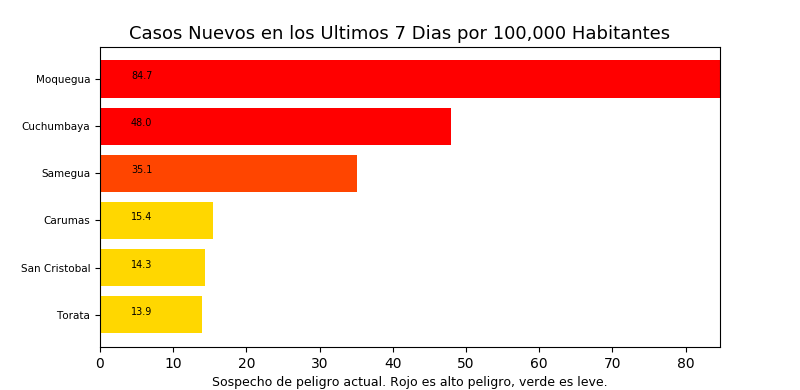 Casos Nuevos en los Ultimos 7 Dias por 100,000 Habitantes
Moquegua 84.7
Cuchumbaya 48.0
Samegua 35.1
Carumas 15.4
San Cristobal 14.3
Torata 13.9
0 10 20 30 40 50 60 70 80
Sospecho de peligro actual. Rojo es alto peligro, verde es leve.